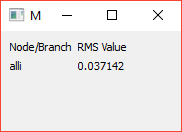 M
Node/Branch RMS Value
alli 0.037142